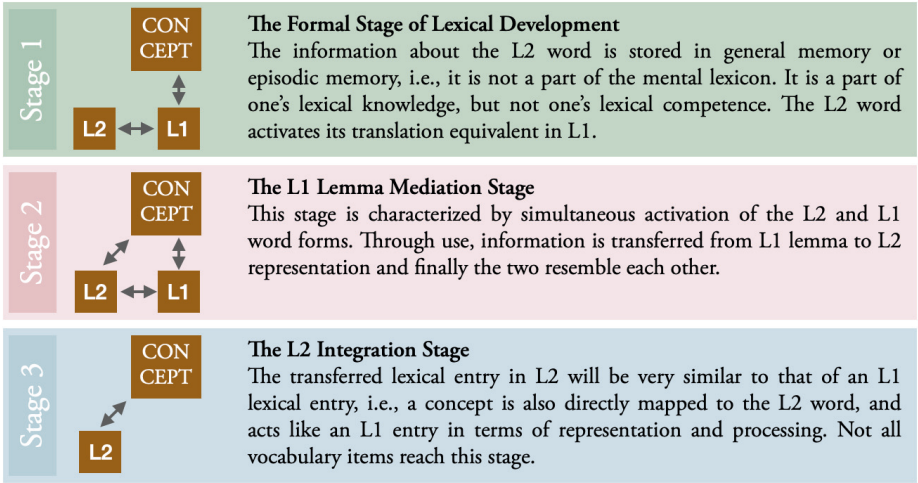 Stage 1
CON
CEPT
L2
L1
The Formal Stage of Lexical Development
The information about the L2 word is stored in general memory or
episodic memory, i.e., it is not a part of the mental lexicon. It is a part of
one's lexical knowledge, but not one's lexical competence. The L2 word
activates its translation equivalent in L1.
Stage 2
CON
CEPT
L2
L1
The L1 Lemma Mediation Stage
This stage is characterized by simultaneous activation of the L2 and L1
word forms. Through use, information is transferred from L1 lemma to L2
representation and finally the two resemble each other.
Stage 3
CON
CEPT
L2
The L2 Integration Stage
The transferred lexical entry in L2 will be very similar to that of an L1
lexical entry, i.e., a concept is also directly mapped to the L2 word, and
acts like an L1 entry in terms of representation and processing. Not all
vocabulary items reach this stage.